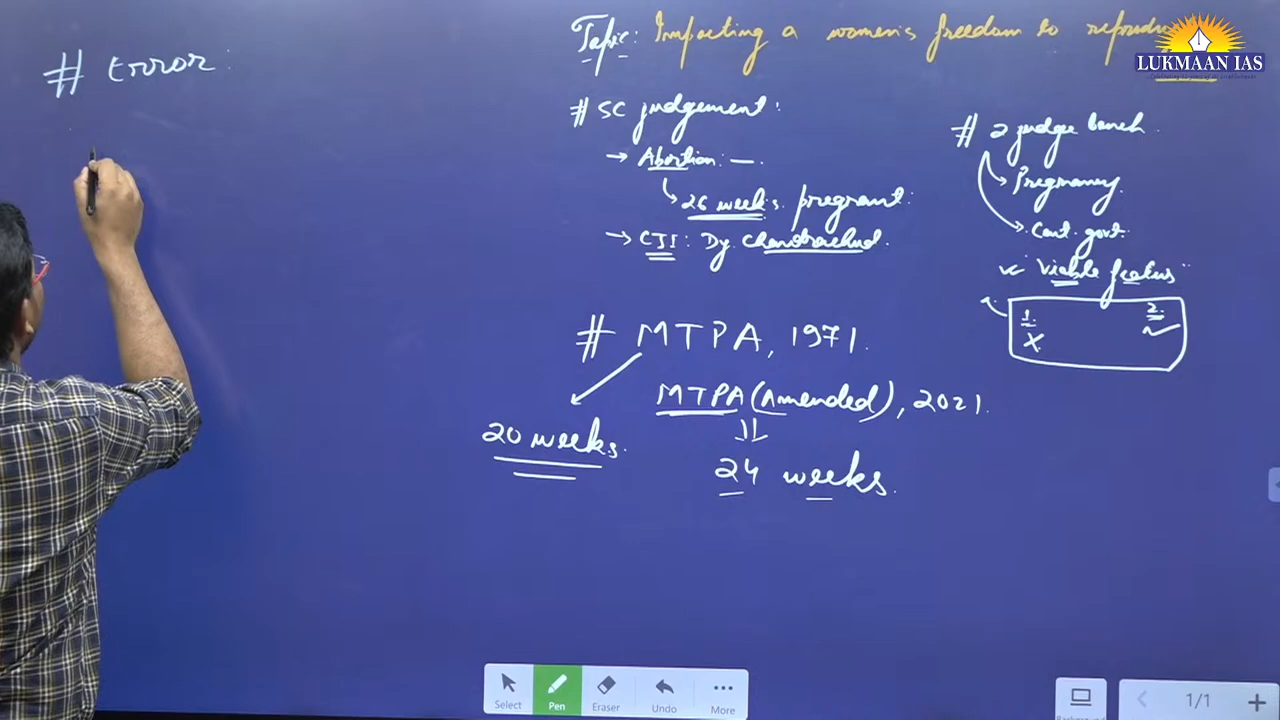 # Error:
Topic: Impacting a women's freedom to reprodu
LUKMAAN IAS
# SC judgement:
→ Abortion: —.
↳ 26 weeks pregnant.
→ CJI: Dy Chandrachud.
# 2 judge bench.
→ Pregnancy.
→ Cent. govt.
"Viable foetus"
1. 2.
X ✓
# MTPA, 1971.
20 weeks.
MTPA (Amended), 2021.
⇓
24 weeks.
Select Pen Eraser Undo More
1/1 +